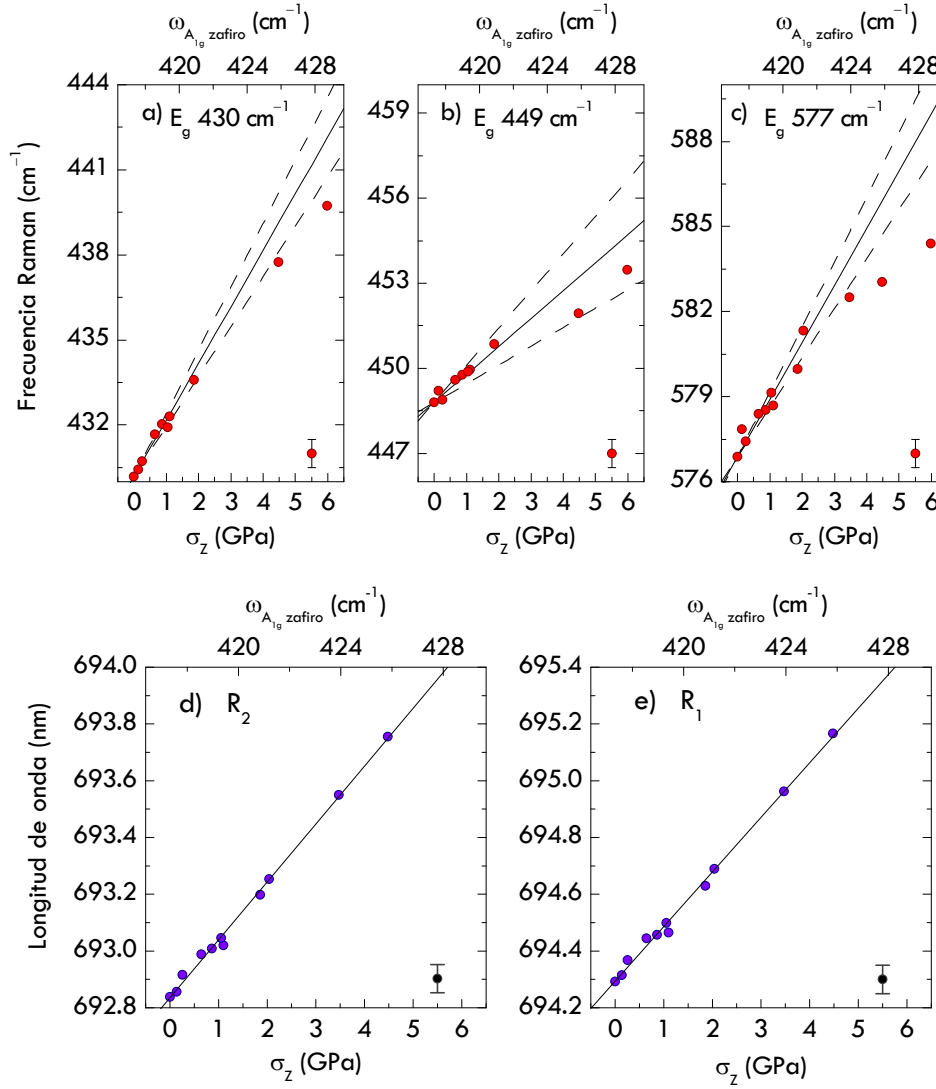 ω_A1g zafiro (cm⁻¹) ω_A1g zafiro (cm⁻¹) ω_A1g zafiro (cm⁻¹)
420 424 428 420 424 428 420 424 428
a) E_g 430 cm⁻¹ b) E_g 449 cm⁻¹ c) E_g 577 cm⁻¹
Frecuencia Raman (cm⁻¹)
444
441
438
435
432
459
456
453
450
447
588
585
582
579
576
0 1 2 3 4 5 6 0 1 2 3 4 5 6 0 1 2 3 4 5 6
σ_Z (GPa) σ_Z (GPa) σ_Z (GPa)
ω_A1g zafiro (cm⁻¹) ω_A1g zafiro (cm⁻¹)
420 424 428 420 424 428
d) R₂ e) R₁
Longitud de onda (nm)
694.0
693.8
693.6
693.4
693.2
693.0
692.8
695.4
695.2
695.0
694.8
694.6
694.4
694.2
0 1 2 3 4 5 6 0 1 2 3 4 5 6
σ_Z (GPa) σ_Z (GPa)